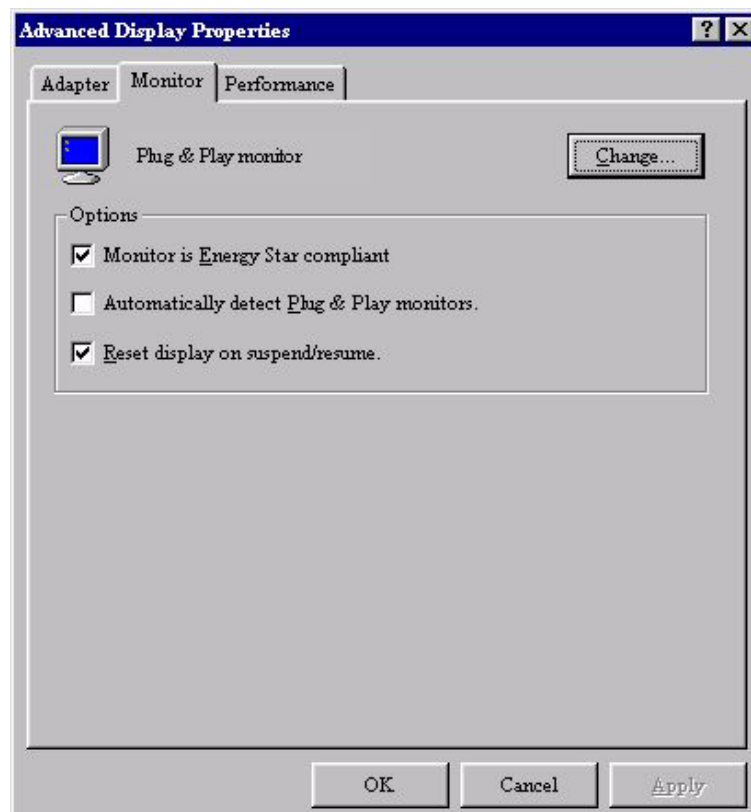 Advanced Display Properties
Adapter Monitor Performance
Plug & Play monitor
Change...
Options
Monitor is Energy Star compliant
Automatically detect Plug & Play monitors.
Reset display on suspend/resume.
OK Cancel Apply